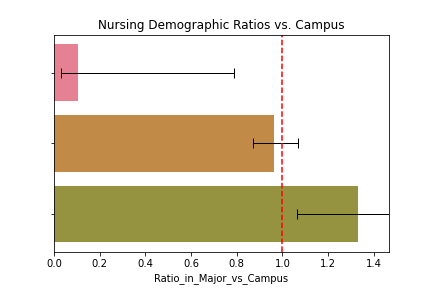 Nursing Demographic Ratios vs. Campus
0.0 0.2 0.4 0.6 0.8 1.0 1.2 1.4
Ratio_in_Major_vs_Campus